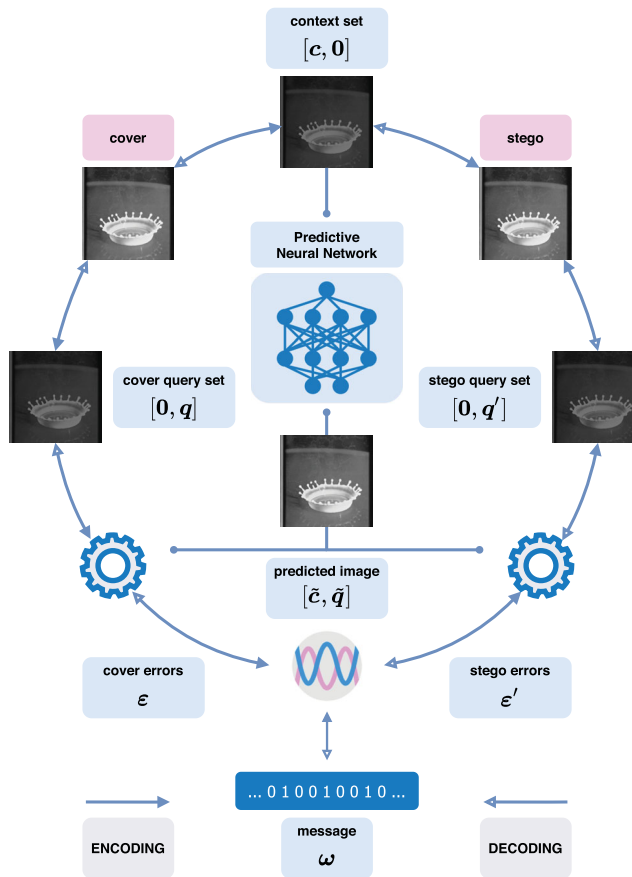 context set
[c, 0]
cover
stego
Predictive
Neural Network
cover query set
[0, q]
stego query set
[0, q′]
predicted image
[c̃, q̃]
cover errors
ε
stego errors
ε′
... 0 1 0 0 1 0 0 1 0 ...
ENCODING
message
ω
DECODING